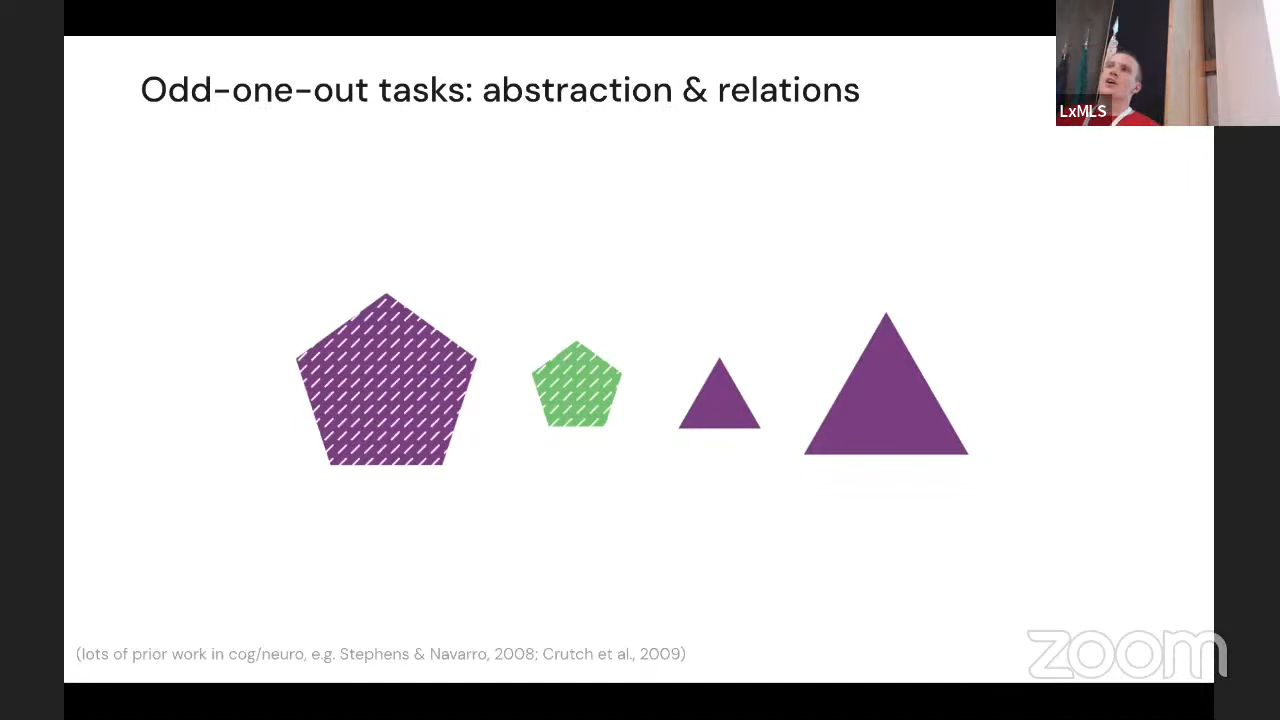 Odd-one-out tasks: abstraction & relations
LxMLS
(lots of prior work in cog/neuro, e.g. Stephens & Navarro, 2008; Crutch et al., 2009)
zoom